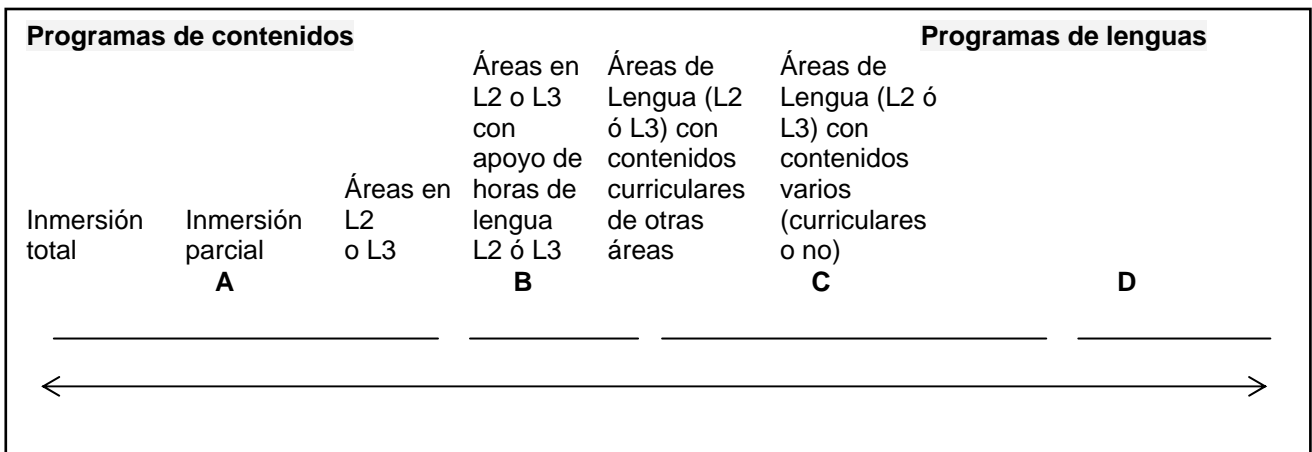 Programas de contenidos Programas de lenguas
Inmersión
total
Inmersión
parcial
Áreas en
L2
o L3
Áreas en
L2 o L3
con
apoyo de
horas de
lengua
L2 ó L3
Áreas de
Lengua (L2
ó L3) con
contenidos
curriculares
de otras
áreas
Áreas de
Lengua (L2 ó
L3) con
contenidos
varios
(curriculares
o no)
A B C D